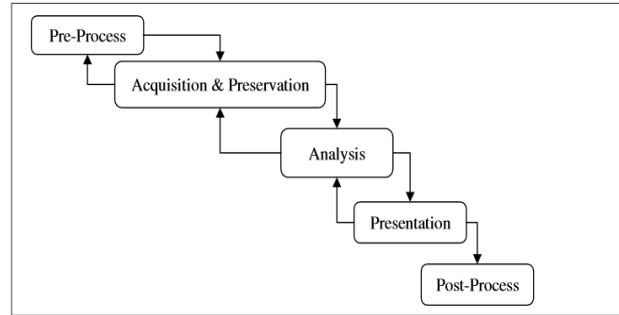 Pre-Process
Acquisition & Preservation
Analysis
Presentation
Post-Process